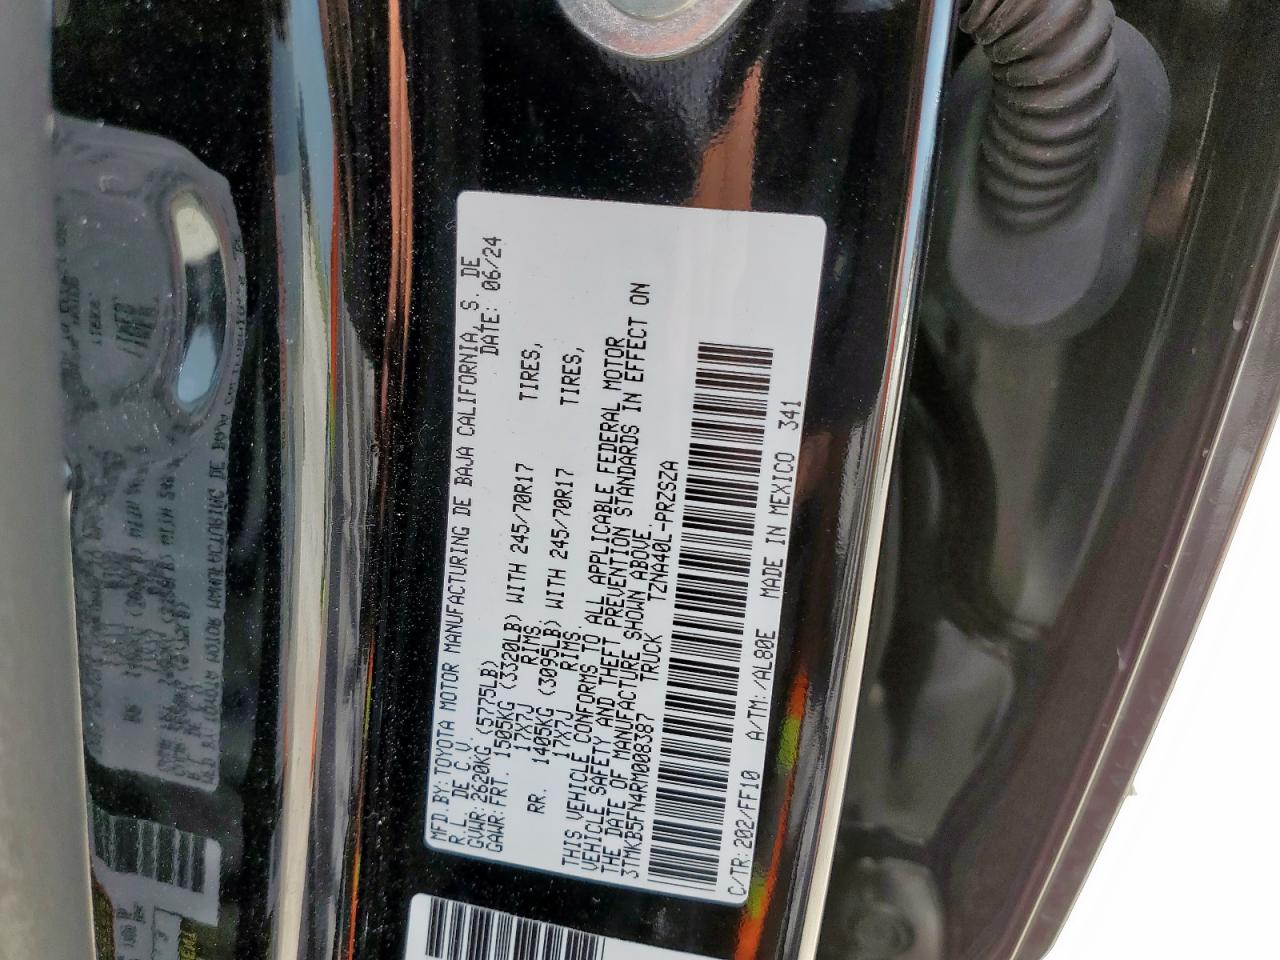 MFD.BY:TOYOTA MOTOR MANUFACTURING DE BAJA CALIFORNIA, S. DE
R.L. DE C.V. DATE: 06/24
GVWR:2620KG (5775LB)
GAWR:FRT. 1505KG (3320LB) WITH 245/70R17 TIRES,
17X7J RIMS,
RR. 1405KG (3095LB) WITH 245/70R17 TIRES,
17X7J RIMS
THIS VEHICLE CONFORMS TO ALL APPLICABLE FEDERAL MOTOR
VEHICLE SAFETY AND THEFT PREVENTION STANDARDS IN EFFECT ON
THE DATE OF MANUFACTURE SHOWN ABOVE.
3TMKB5FN4RM008387 TRUCK TZNA40L-PRZSZA
C/TR:202/FF10 A/TM:/AL80E MADE IN MEXICO 341